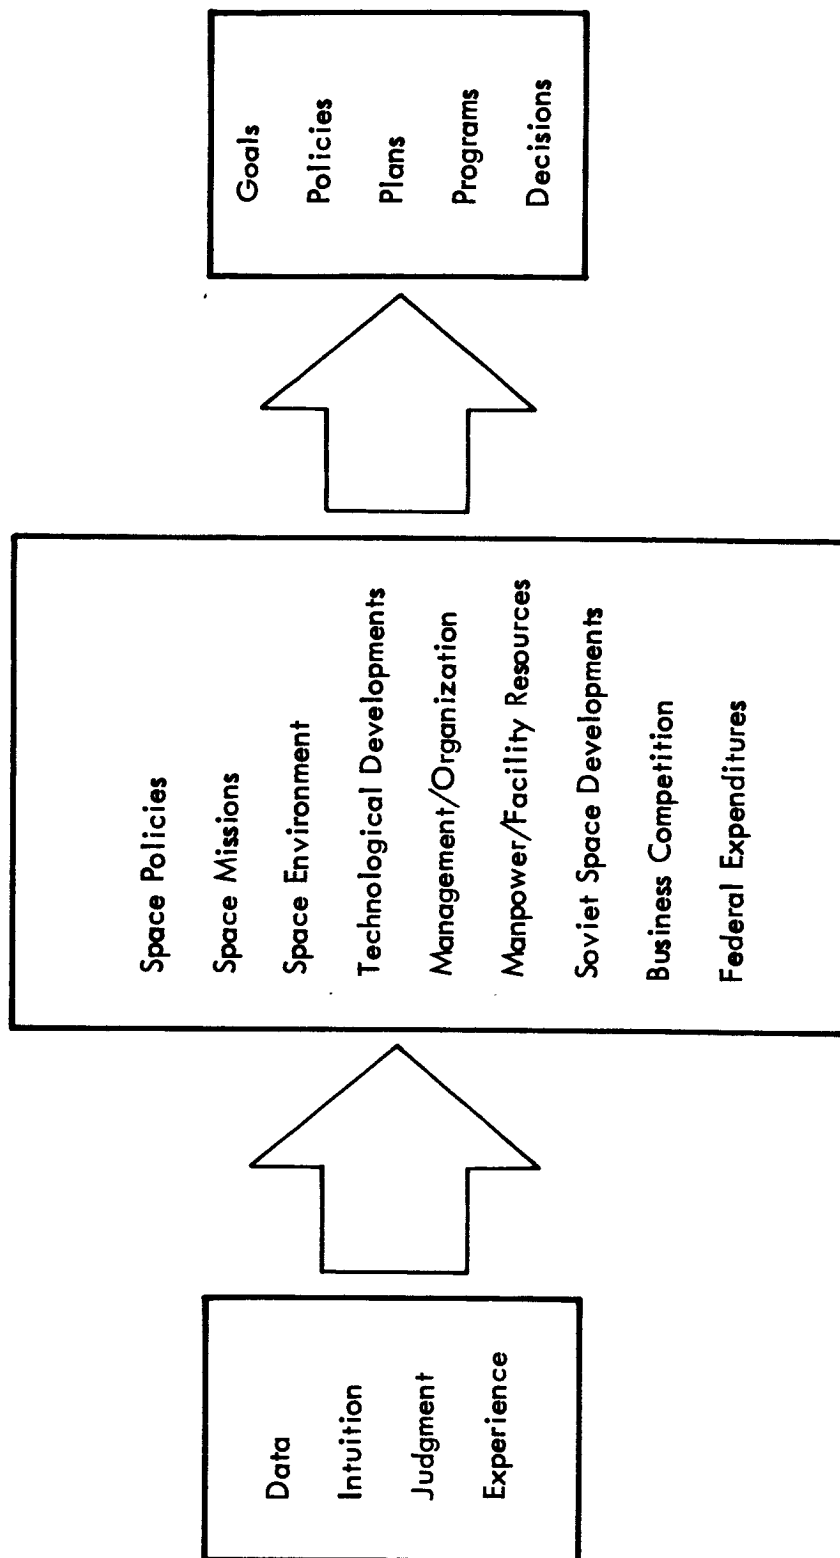 Data
Intuition
Judgment
Experience
Space Policies
Space Missions
Space Environment
Technological Developments
Management/Organization
Manpower/Facility Resources
Soviet Space Developments
Business Competition
Federal Expenditures
Goals
Policies
Plans
Programs
Decisions